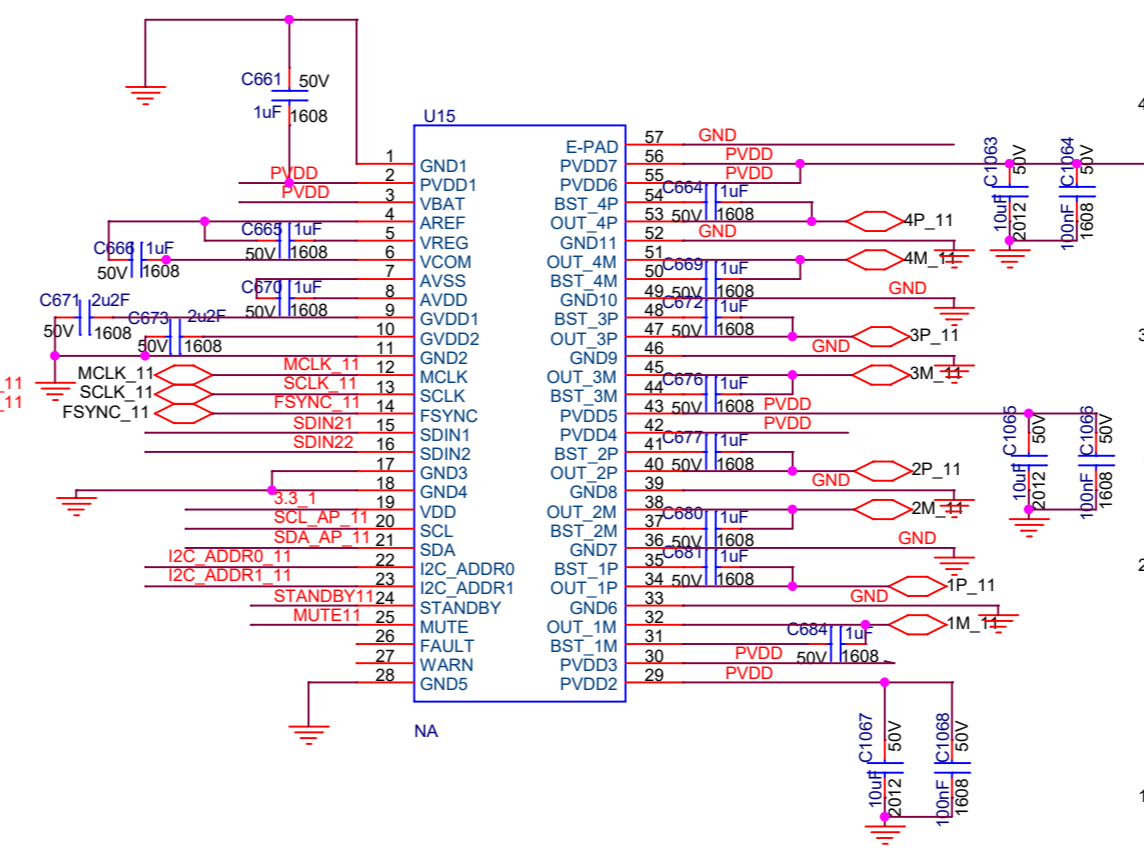 C661 50V
1uF 1608
U15
PVDD
PVDD
1 GND1
2 PVDD1
3 VBAT
4 AREF
5 VREG
6 VCOM
7 AVSS
8 AVDD
9 GVDD1
10 GVDD2
11 GND2
12 MCLK
13 SCLK
14 FSYNC
15 SDIN1
16 SDIN2
17 GND3
18 GND4
19 VDD
20 SCL
21 SDA
22 I2C_ADDR0
23 I2C_ADDR1
24 STANDBY
25 MUTE
26 FAULT
27 WARN
28 GND5
NA
C665 1uF
50V 1608
C666 1uF
50V 1608
C670 1uF
50V 1608
C671 2u2F
50V 1608
C673 2u2F
50V 1608
_11
_11
MCLK_11 MCLK_11
SCLK_11 SCLK_11
FSYNC_11 FSYNC_11
SDIN21
SDIN22
3.3_1
SCL_AP_11
SDA_AP_11
I2C_ADDR0_11
I2C_ADDR1_11
STANDBY11
MUTE11
E-PAD 57 GND
PVDD7 56 PVDD
PVDD6 55 PVDD
BST_4P 54
OUT_4P 53
GND11 52 GND
OUT_4M 51
BST_4M 50
GND10 49 GND
BST_3P 48
OUT_3P 47
GND9 46 GND
OUT_3M 45
BST_3M 44
PVDD5 43 PVDD
PVDD4 42 PVDD
BST_2P 41
OUT_2P 40
GND8 39 GND
OUT_2M 38
BST_2M 37
GND7 36 GND
BST_1P 35
OUT_1P 34
GND6 33 GND
OUT_1M 32
BST_1M 31
PVDD3 30 PVDD
PVDD2 29 PVDD
C664 1uF
50V 1608
4P_11
4M_11
C669 1uF
50V 1608
C672 1uF
50V 1608
3P_11
3M_11
C676 1uF
50V 1608
C677 1uF
50V 1608
2P_11
2M_11
C680 1uF
50V 1608
C681 1uF
50V 1608
1P_11
1M_11
C684 1uF
50V 1608
C1063 50V
10uF 2012
C1064 50V
100nF 1608
C1065 50V
10uF 2012
C1066 50V
100nF 1608
C1067 50V
10uF 2012
C1068 50V
100nF 1608
4
3
2
1